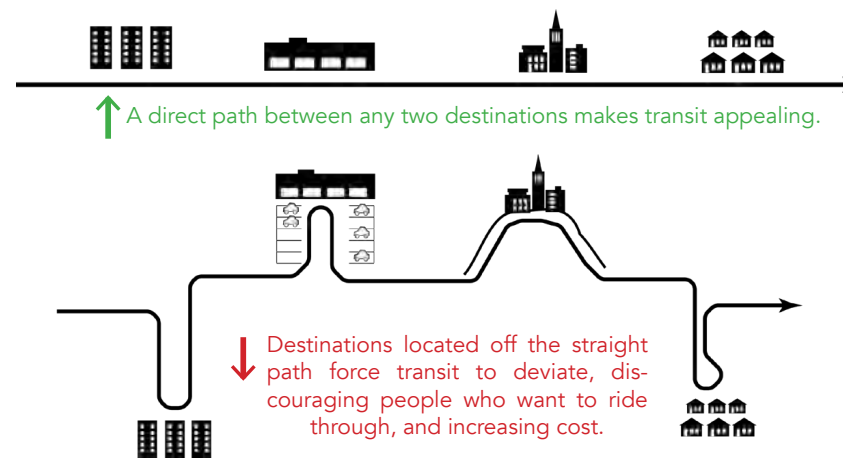 A direct path between any two destinations makes transit appealing.
Destinations located off the straight
path force transit to deviate, dis-
couraging people who want to ride
through, and increasing cost.